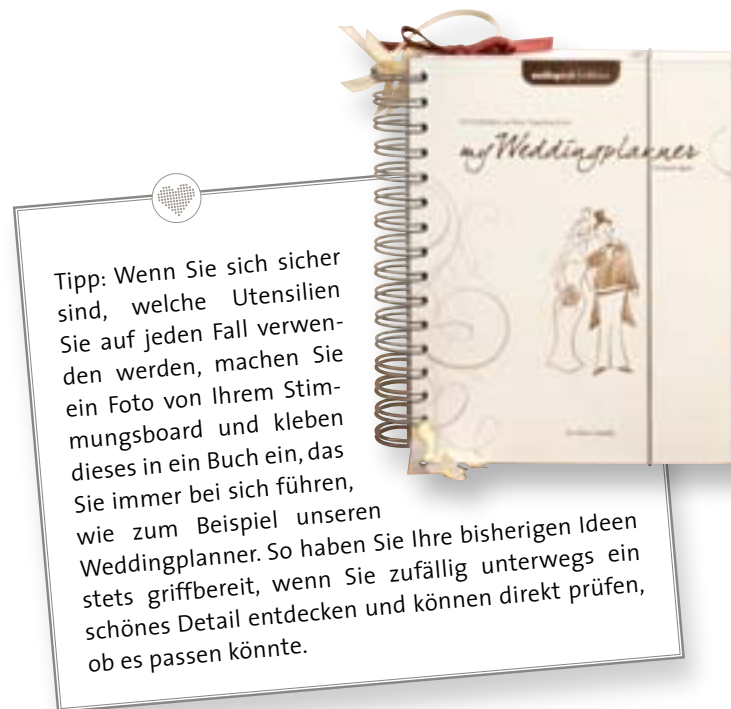 my Weddingplanner
Tipp: Wenn Sie sich sicher
sind, welche Utensilien
Sie auf jeden Fall verwen-
den werden, machen Sie
ein Foto von Ihrem Stim-
mungsboard und kleben
dieses in ein Buch ein, das
Sie immer bei sich führen,
wie zum Beispiel unseren
Weddingplanner. So haben Sie Ihre bisherigen Ideen
stets griffbereit, wenn Sie zufällig unterwegs ein
schönes Detail entdecken und können direkt prüfen,
ob es passen könnte.